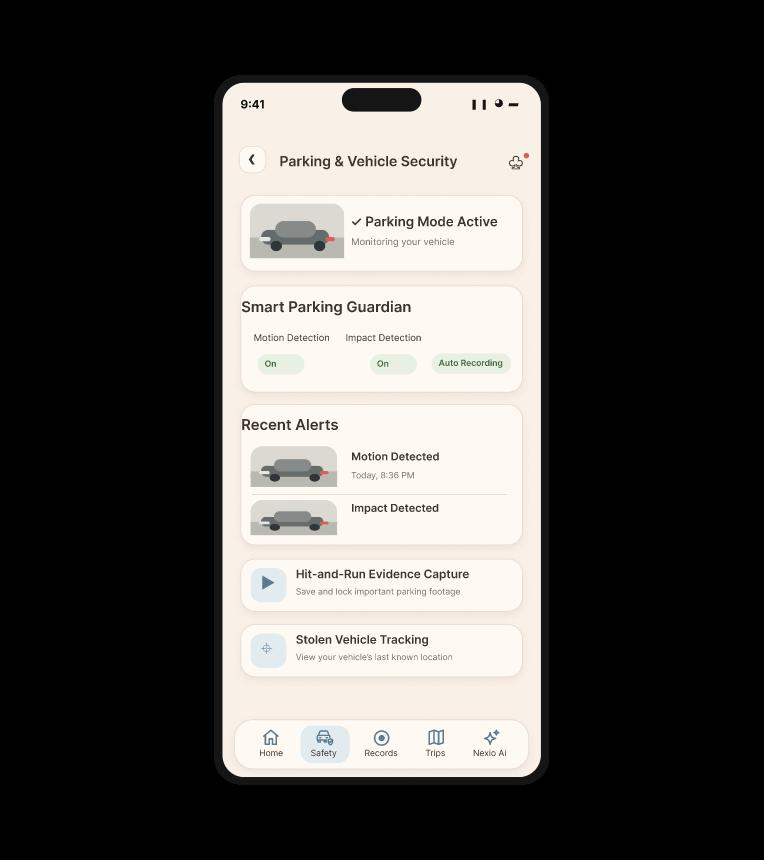 9:41
Parking & Vehicle Security
✓ Parking Mode Active
Monitoring your vehicle
Smart Parking Guardian
Motion Detection Impact Detection
On On Auto Recording
Recent Alerts
Motion Detected
Today, 8:36 PM
Impact Detected
Hit-and-Run Evidence Capture
Save and lock important parking footage
Stolen Vehicle Tracking
View your vehicle's last known location
Home Safety Records Trips Nexio Ai